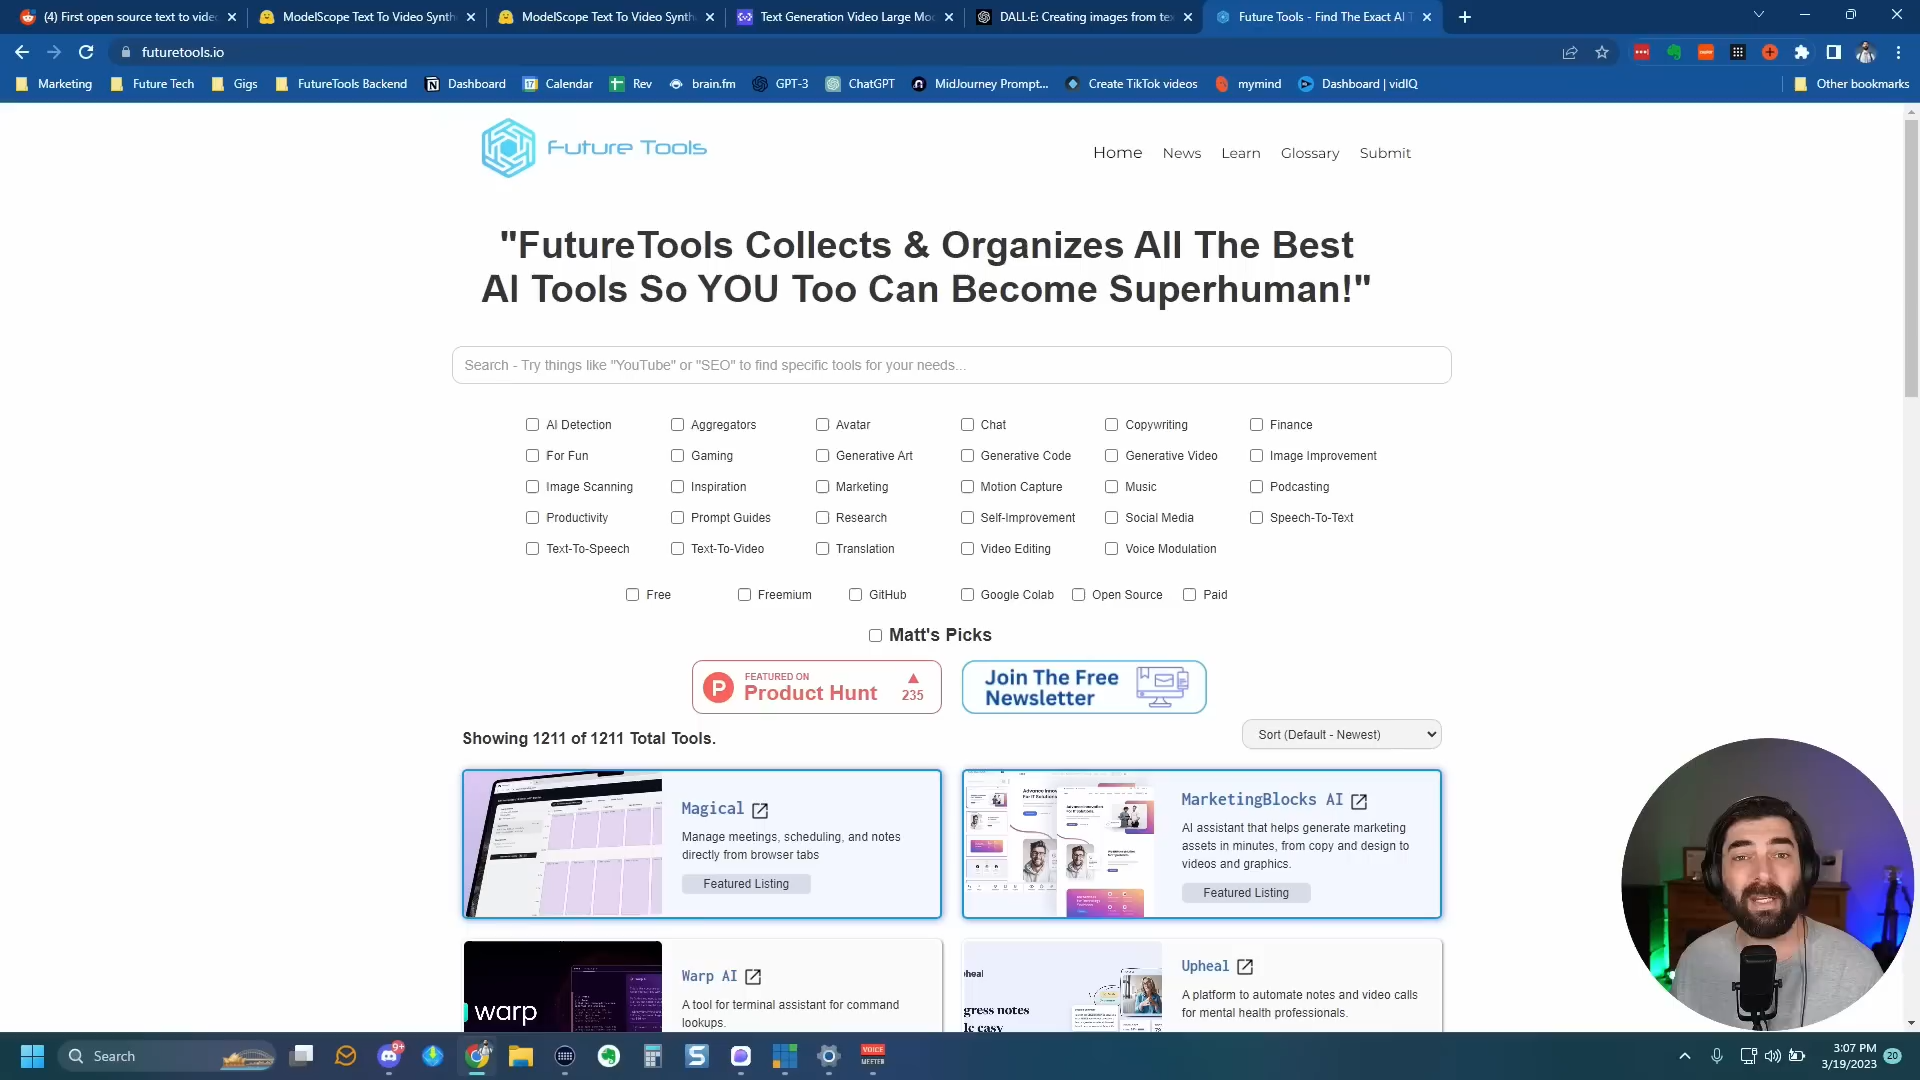 (4) First open source text to vide
ModelScope Text To Video Synth
ModelScope Text To Video Synth
Text Generation Video Large Mo
DALL·E: Creating images from te
Future Tools - Find The Exact AI T
futuretools.io
Marketing
Future Tech
Gigs
FutureTools Backend
Dashboard
Calendar
Rev
brain.fm
GPT-3
ChatGPT
MidJourney Prompt...
Create TikTok videos
mymind
Dashboard | vidIQ
Other bookmarks
Future Tools
Home
News
Learn
Glossary
Submit
"FutureTools Collects & Organizes All The Best
AI Tools So YOU Too Can Become Superhuman!"
Search - Try things like "YouTube" or "SEO" to find specific tools for your needs...
AI Detection
Aggregators
Avatar
Chat
Copywriting
Finance
For Fun
Gaming
Generative Art
Generative Code
Generative Video
Image Improvement
Image Scanning
Inspiration
Marketing
Motion Capture
Music
Podcasting
Productivity
Prompt Guides
Research
Self-Improvement
Social Media
Speech-To-Text
Text-To-Speech
Text-To-Video
Translation
Video Editing
Voice Modulation
Free
Freemium
GitHub
Google Colab
Open Source
Paid
Matt's Picks
P
FEATURED ON
Product Hunt
235
Join The Free
Newsletter
Showing 1211 of 1211 Total Tools.
Sort (Default - Newest)
Magical
Manage meetings, scheduling, and notes
directly from browser tabs
Featured Listing
MarketingBlocks AI
AI assistant that helps generate marketing
assets in minutes, from copy and design to
videos and graphics.
Featured Listing
warp
Warp AI
A tool for terminal assistant for command
lookups.
heal
gress notes
le easy
Upheal
A platform to automate notes and video calls
for mental health professionals.
Search
9+
VOICE
MEETER
3:07 PM
3/19/2023
20